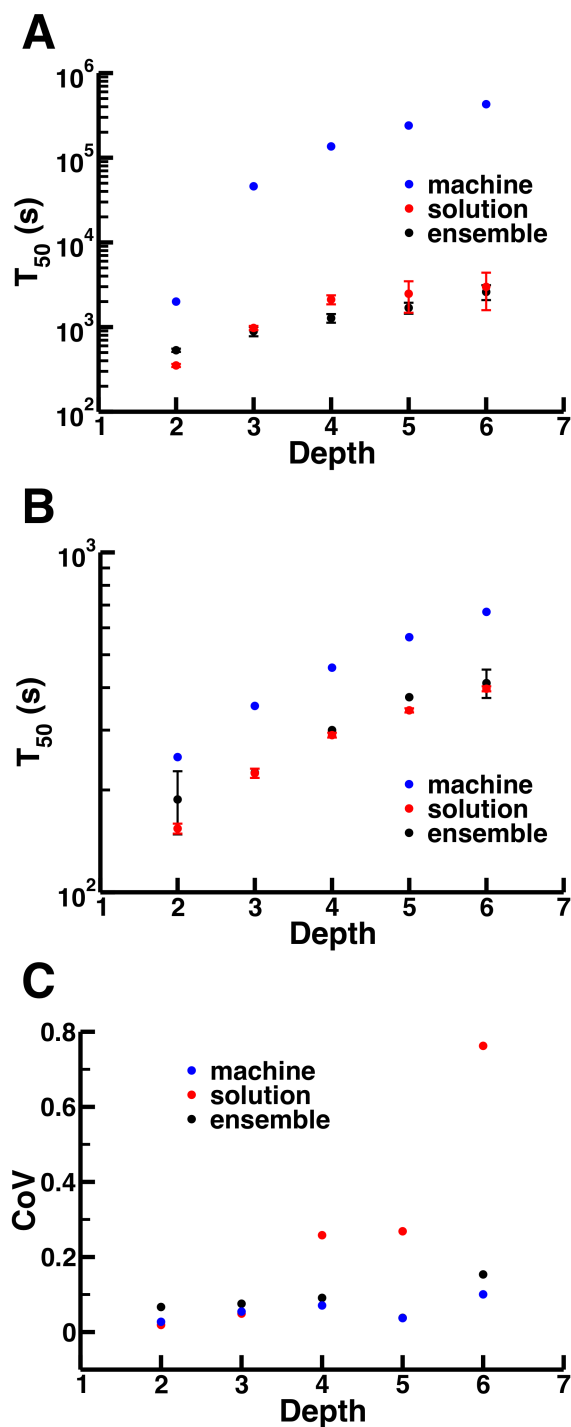 A
10^6
10^5
10^4
10^3
10^2
T_50 (s)
machine
solution
ensemble
1 2 3 4 5 6 7
Depth
B
10^3
10^2
T_50 (s)
machine
solution
ensemble
1 2 3 4 5 6 7
Depth
C
0.8
0.6
0.4
0.2
0
CoV
machine
solution
ensemble
1 2 3 4 5 6 7
Depth